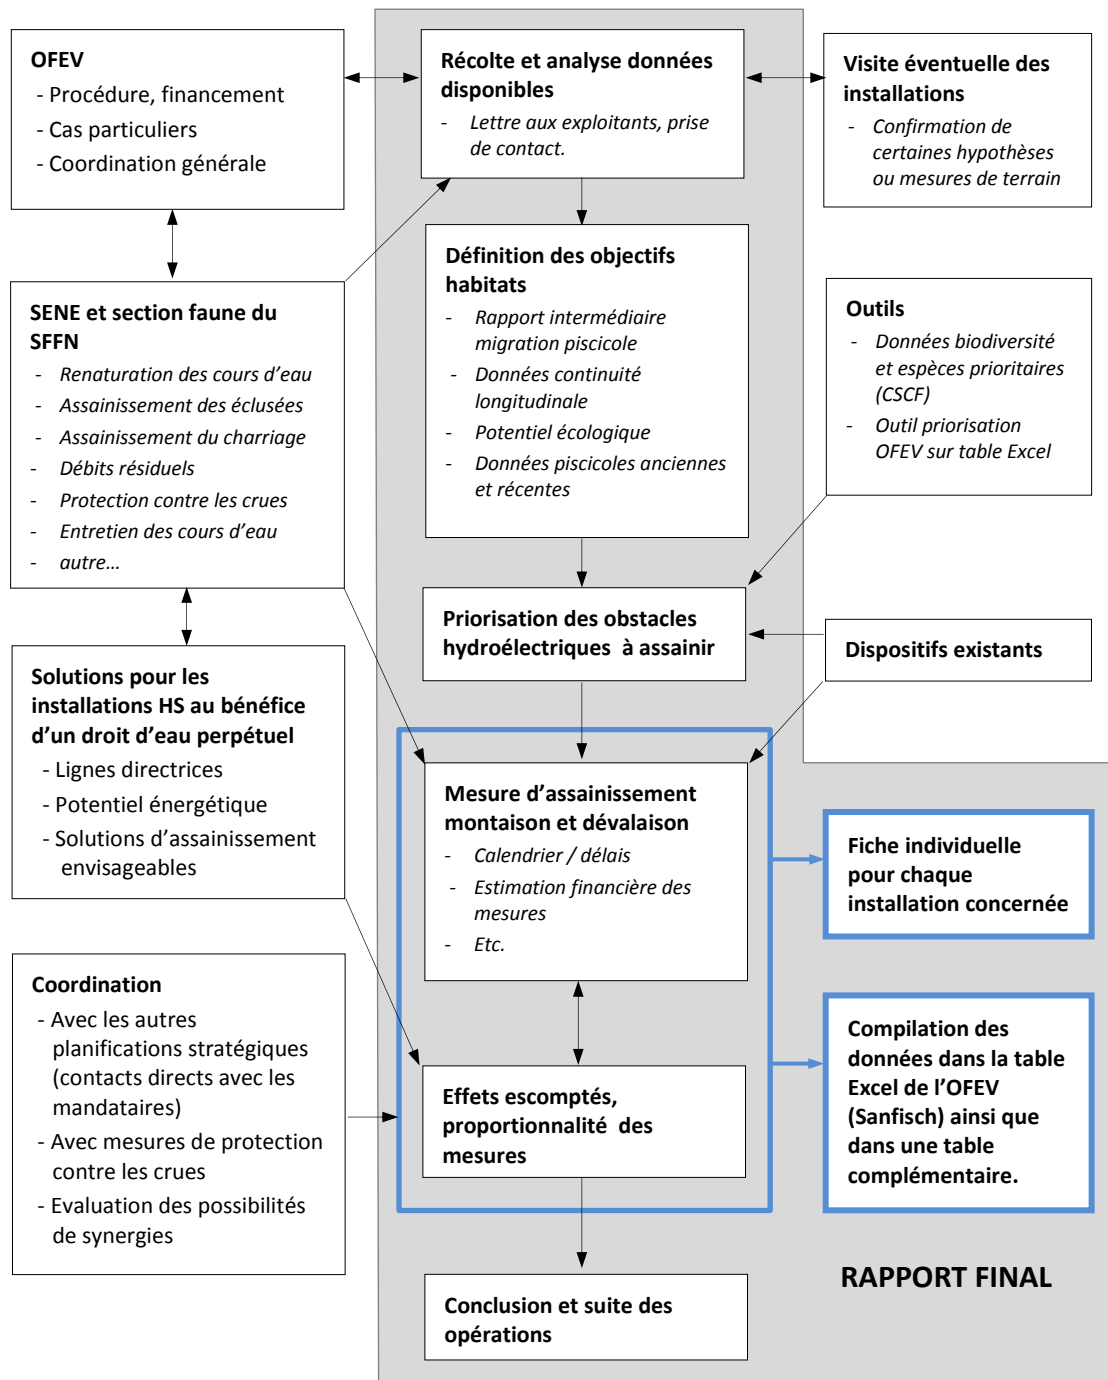 OFEV
- Procédure, financement
- Cas particuliers
- Coordination générale
SENE et section faune du
SFFN
- Renaturation des cours d'eau
- Assainissement des éclusées
- Assainissement du charriage
- Débits résiduels
- Protection contre les crues
- Entretien des cours d'eau
- autre...
Solutions pour les
installations HS au bénéfice
d'un droit d'eau perpétuel
- Lignes directrices
- Potentiel énergétique
- Solutions d'assainissement
envisageables
Coordination
- Avec les autres
planifications stratégiques
(contacts directs avec les
mandataires)
- Avec mesures de protection
contre les crues
- Evaluation des possibilités
de synergies
Récolte et analyse données
disponibles
- Lettre aux exploitants, prise
de contact.
Définition des objectifs
habitats
- Rapport intermédiaire
migration piscicole
- Données continuité
longitudinale
- Potentiel écologique
- Données piscicoles anciennes
et récentes
Priorisation des obstacles
hydroélectriques à assainir
Mesure d'assainissement
montaison et dévalaison
- Calendrier / délais
- Estimation financière des
mesures
- Etc.
Effets escomptés,
proportionnalité des
mesures
Conclusion et suite des
opérations
Visite éventuelle des
installations
- Confirmation de
certaines hypothèses
ou mesures de terrain
Outils
- Données biodiversité
et espèces prioritaires
(CSCF)
- Outil priorisation
OFEV sur table Excel
Dispositifs existants
Fiche individuelle
pour chaque
installation concernée
Compilation des
données dans la table
Excel de l'OFEV
(Sanfisch) ainsi que
dans une table
complémentaire.
RAPPORT FINAL